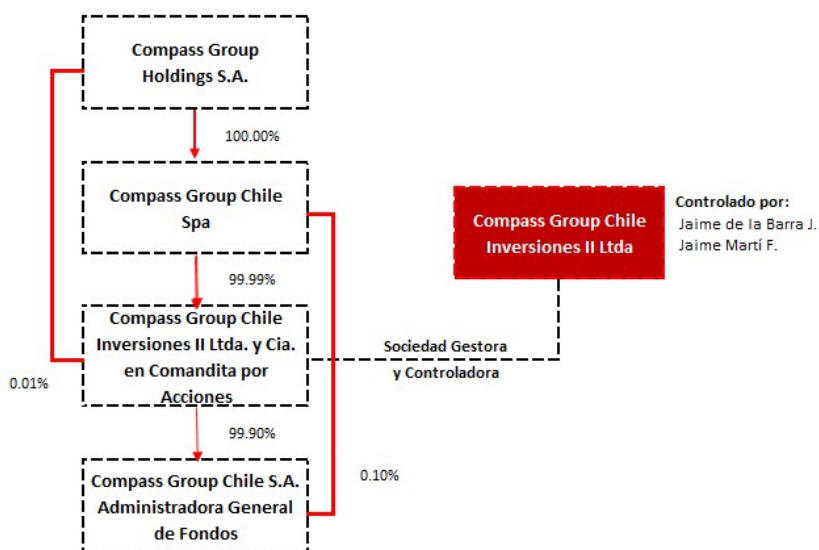 Compass Group
Holdings S.A.
100.00%
Compass Group Chile
Spa
Compass Group Chile
Inversiones II Ltda
Controlado por:
Jaime de la Barra J.
Jaime Martí F.
99.99%
Compass Group Chile
Inversiones II Ltda. y Cia.
en Comandita por
Acciones
Sociedad Gestora
y Controladora
0.01%
99.90%
Compass Group Chile S.A.
Administradora General
de Fondos
0.10%